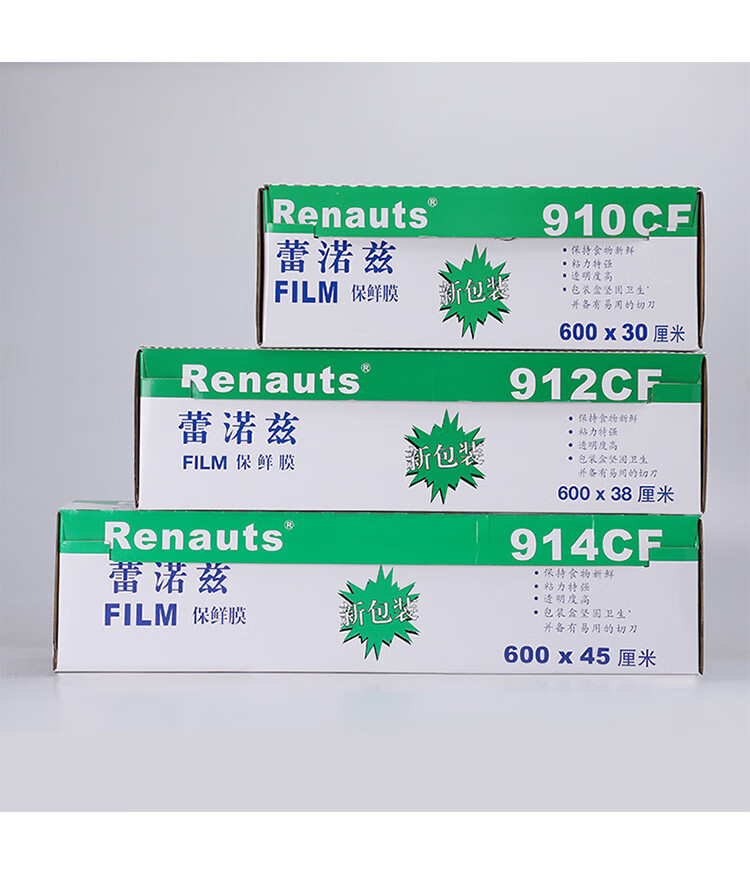 Renauts®
910CF
蕾诺兹
FILM 保鲜膜
新包装
• 保持食物新鲜
• 粘力特强
• 透明度高
• 包装盒坚固卫生
并备有易用的切刀
600 x 30 厘米
Renauts®
912CF
蕾诺兹
FILM 保鲜膜
新包装
• 保持食物新鲜
• 粘力特强
• 透明度高
• 包装盒坚固卫生
并备有易用的切刀
600 x 38 厘米
Renauts®
914CF
蕾诺兹
FILM 保鲜膜
新包装
• 保持食物新鲜
• 粘力特强
• 透明度高
• 包装盒坚固卫生
并备有易用的切刀
600 x 45 厘米